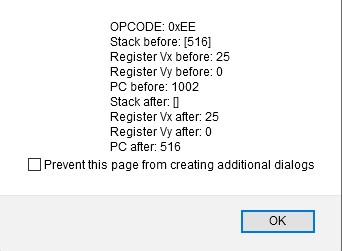 OPCODE: 0xEE
Stack before: [516]
Register Vx before: 25
Register Vy before: 0
PC before: 1002
Stack after: []
Register Vx after: 25
Register Vy after: 0
PC after: 516
Prevent this page from creating additional dialogs
OK